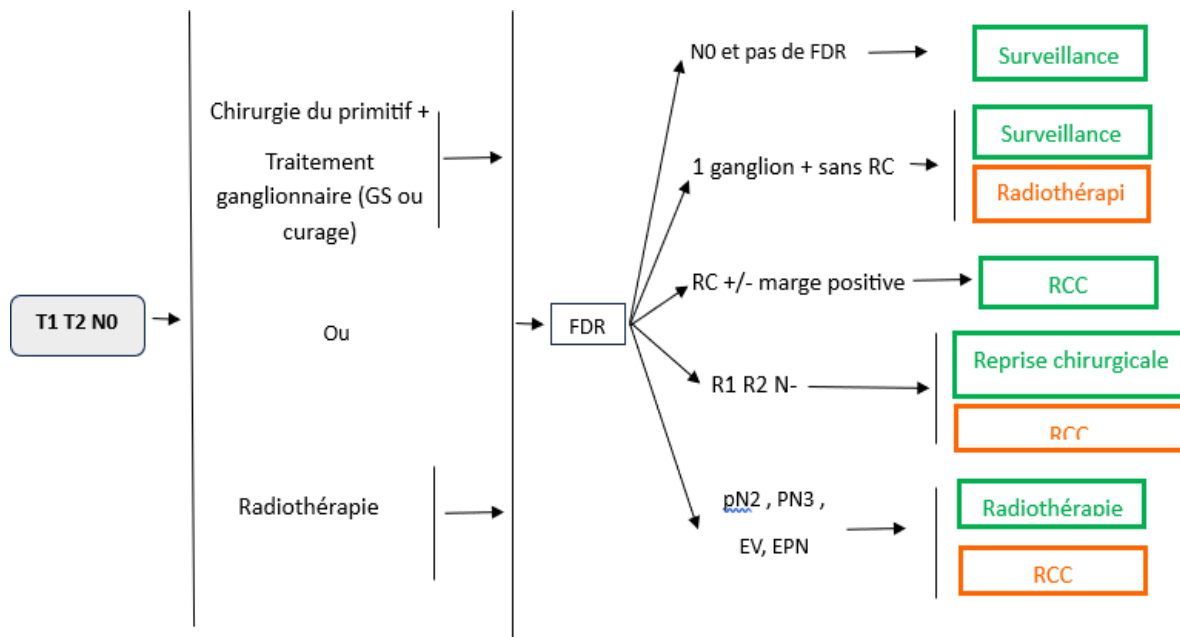 T1 T2 N0
Chirurgie du primitif +
Traitement
ganglionnaire (GS ou
curage)
Ou
Radiothérapie
FDR
N0 et pas de FDR
Surveillance
1 ganglion + sans RC
Surveillance
Radiothérapi
RC +/- marge positive
RCC
R1 R2 N-
Reprise chirurgicale
RCC
pN2 , PN3 ,
EV, EPN
Radiothérapie
RCC